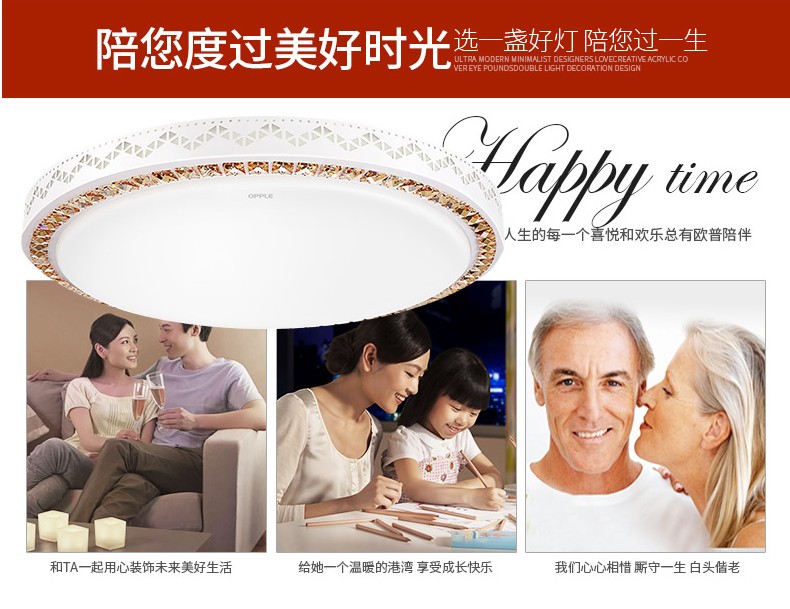 陪您度过美好时光
选一盏好灯 陪您过一生
ULTRA MODERN MINIMALIST DESIGNERS LOVECREATIVE ACRYLIC CO
VER EYE POUNDSDOUBLE LIGHT DECORATION DESIGN
OPPLE
Happy time
人生的每一个喜悦和欢乐总有欧普陪伴
和TA一起用心装饰未来美好生活
给她一个温暖的港湾 享受成长快乐
我们心心相惜 厮守一生 白头偕老